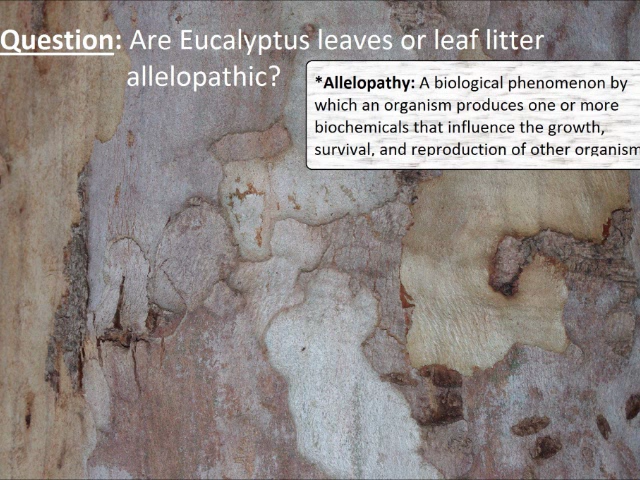 Question: Are Eucalyptus leaves or leaf litter
allelopathic?
*Allelopathy: A biological phenomenon by
which an organism produces one or more
biochemicals that influence the growth,
survival, and reproduction of other organism